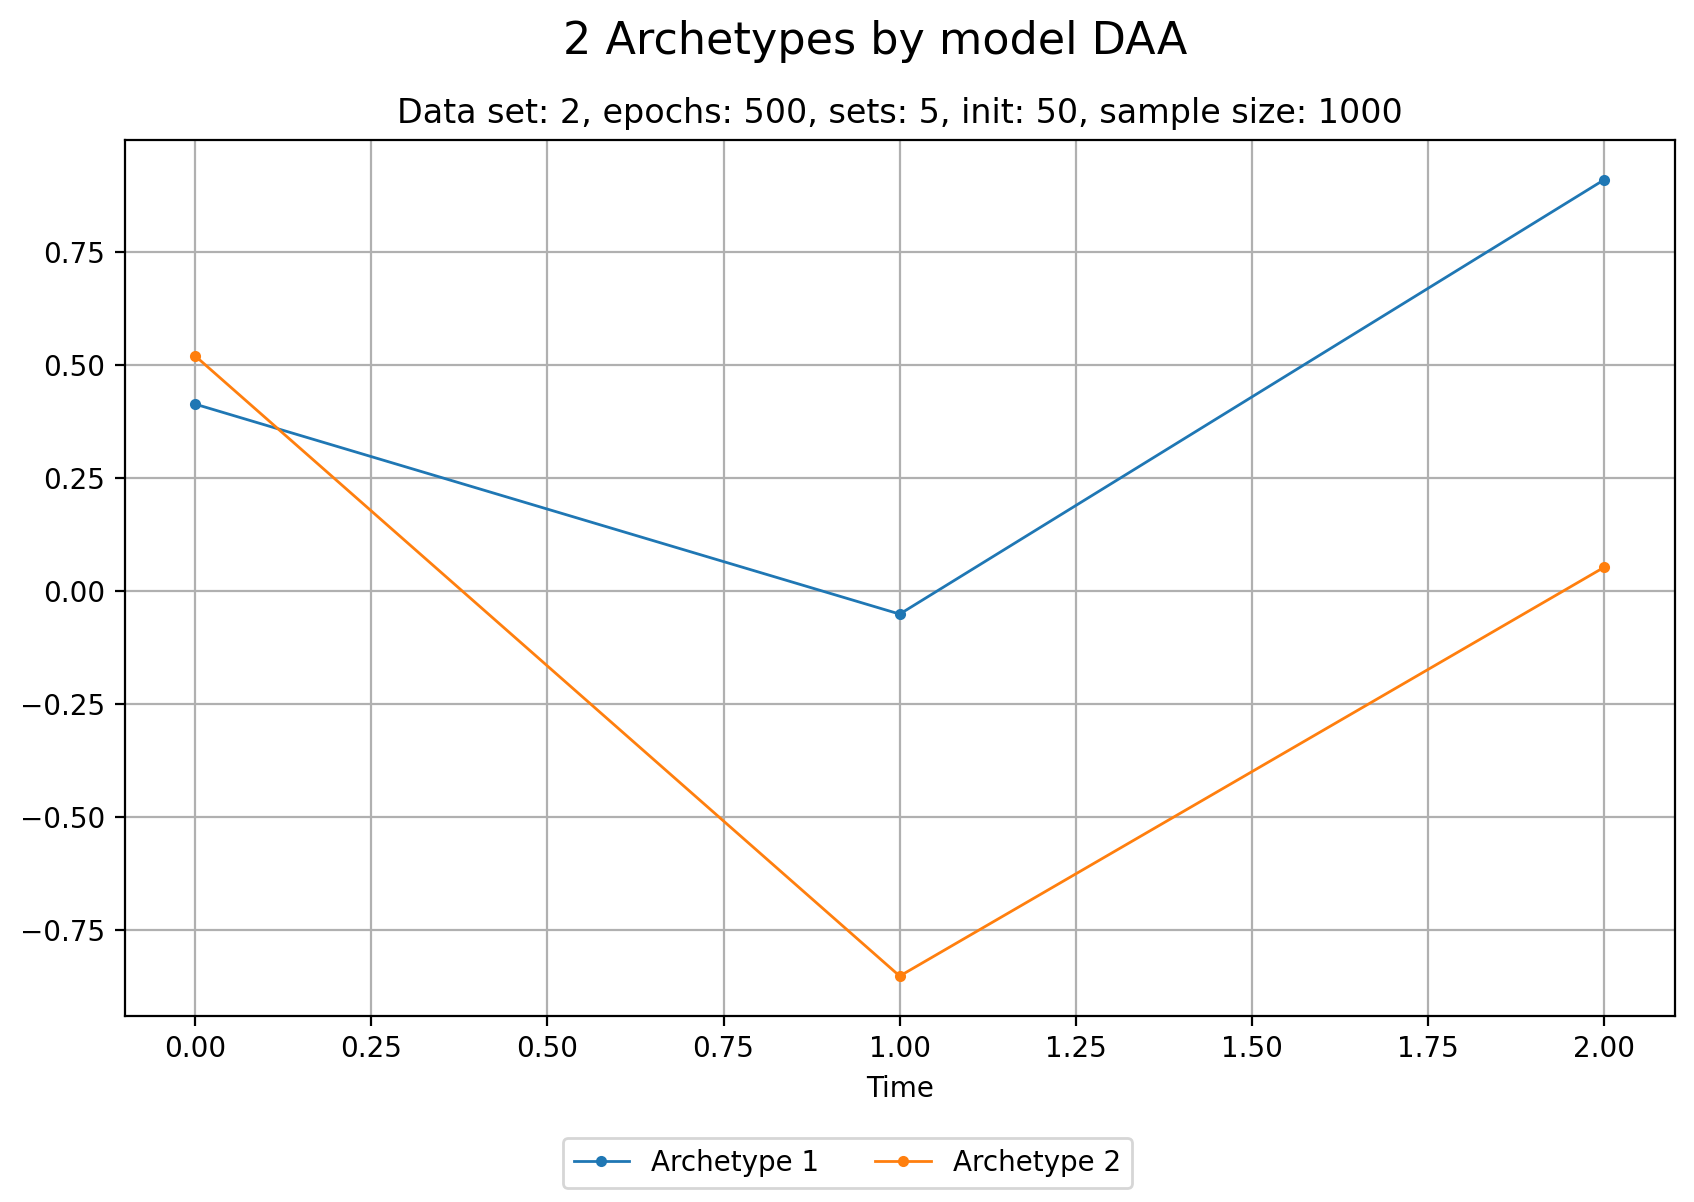 2 Archetypes by model DAA
Data set: 2, epochs: 500, sets: 5, init: 50, sample size: 1000
0.75
0.50
0.25
0.00
−0.25
−0.50
−0.75
0.00 0.25 0.50 0.75 1.00 1.25 1.50 1.75 2.00
Time
Archetype 1 Archetype 2